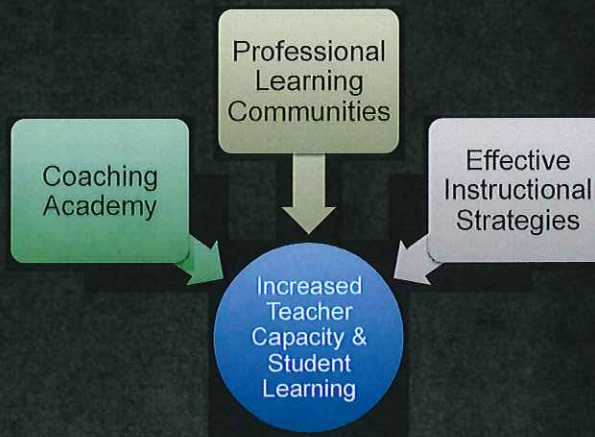 Professional
Learning
Communities
Coaching
Academy
Effective
Instructional
Strategies
Increased
Teacher
Capacity &
Student
Learning